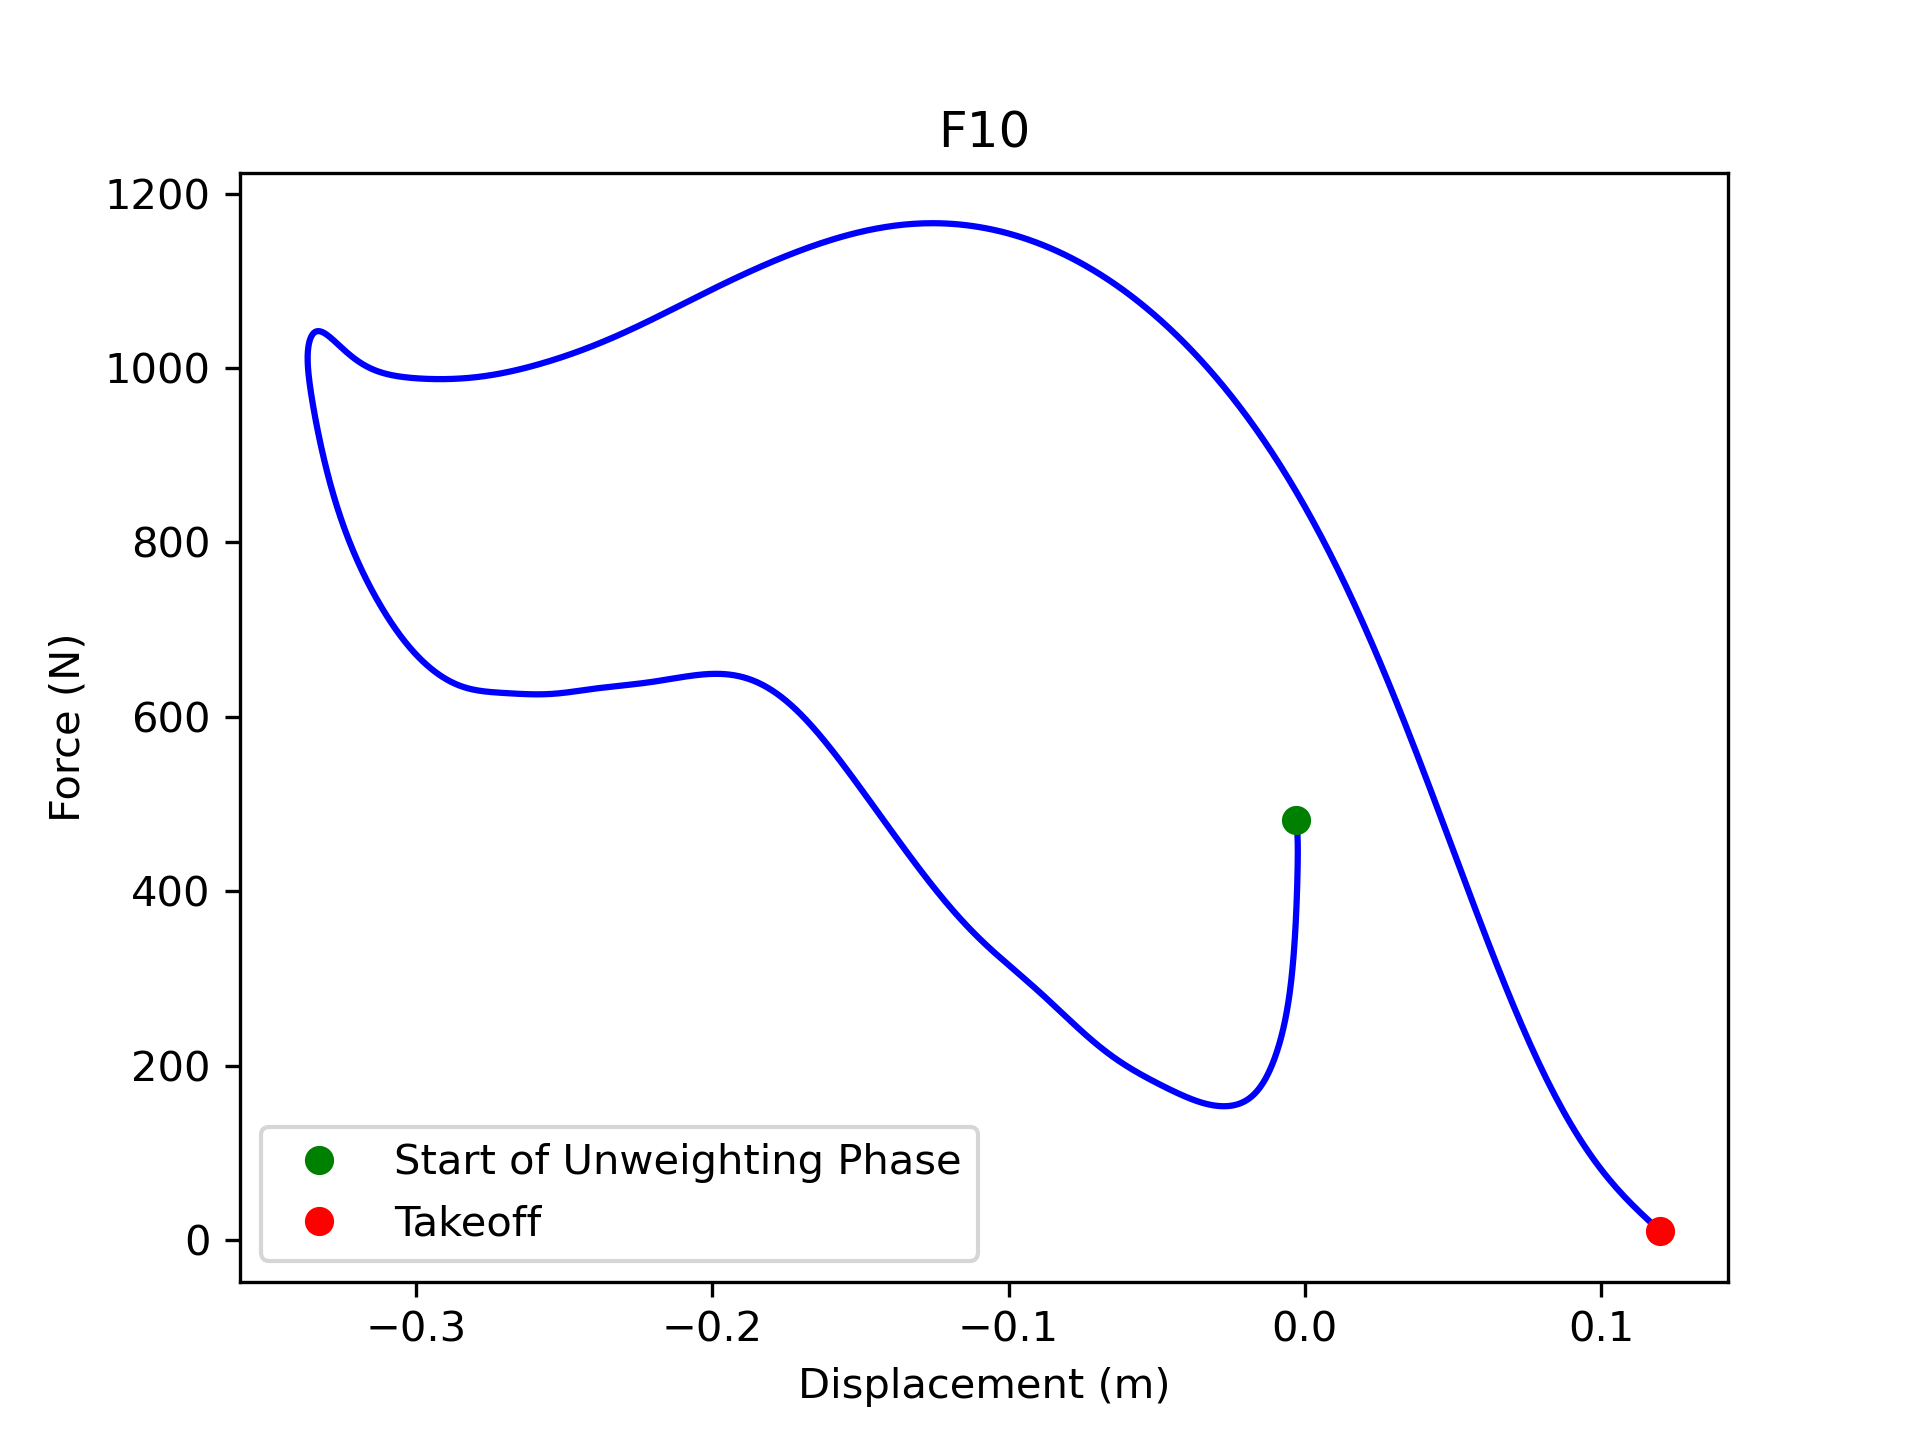 F10
1200
1000
800
600
400
200
0
Force (N)
Start of Unweighting Phase
Takeoff
−0.3
−0.2
−0.1
0.0
0.1
Displacement (m)